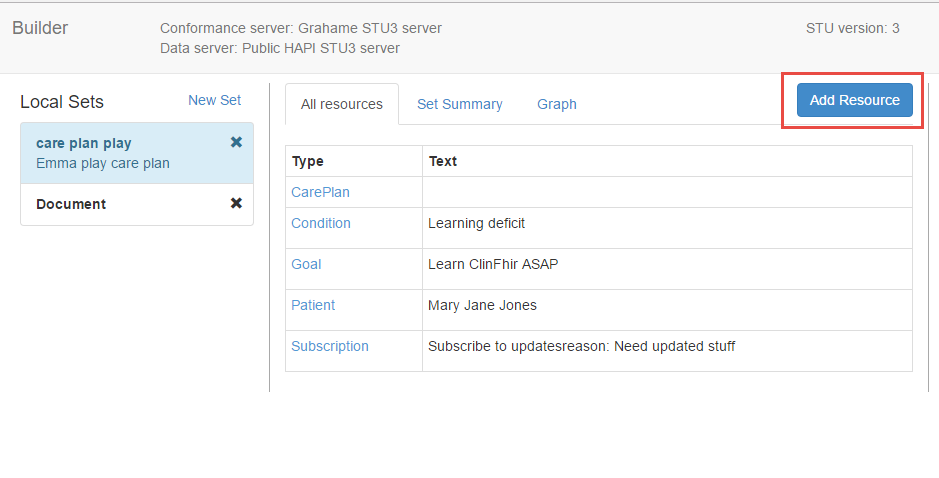 Builder
Conformance server: Grahame STU3 server
Data server: Public HAPI STU3 server
STU version: 3
Local Sets
New Set
care plan play
Emma play care plan
Document
All resources
Set Summary
Graph
Add Resource
Type Text
CarePlan
Condition Learning deficit
Goal Learn ClinFhir ASAP
Patient Mary Jane Jones
Subscription Subscribe to updatesreason: Need updated stuff